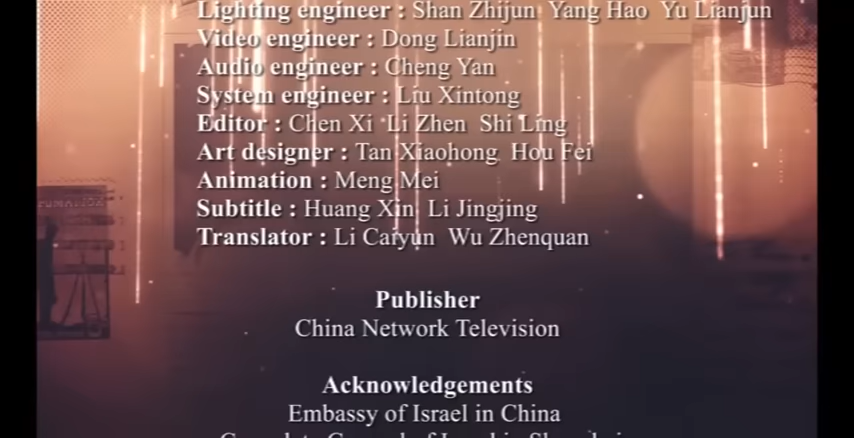 Lighting engineer : Shan Zhijun Yang Hao Yu Lianjun
Video engineer : Dong Lianjin
Audio engineer : Cheng Yan
System engineer : Liu Xintong
Editor : Chen Xi Li Zhen Shi Ling
Art designer : Tan Xiaohong Hou Fei
Animation : Meng Mei
Subtitle : Huang Xin Li Jingjing
Translator : Li Caiyun Wu Zhenquan
Publisher
China Network Television
Acknowledgements
Embassy of Israel in China